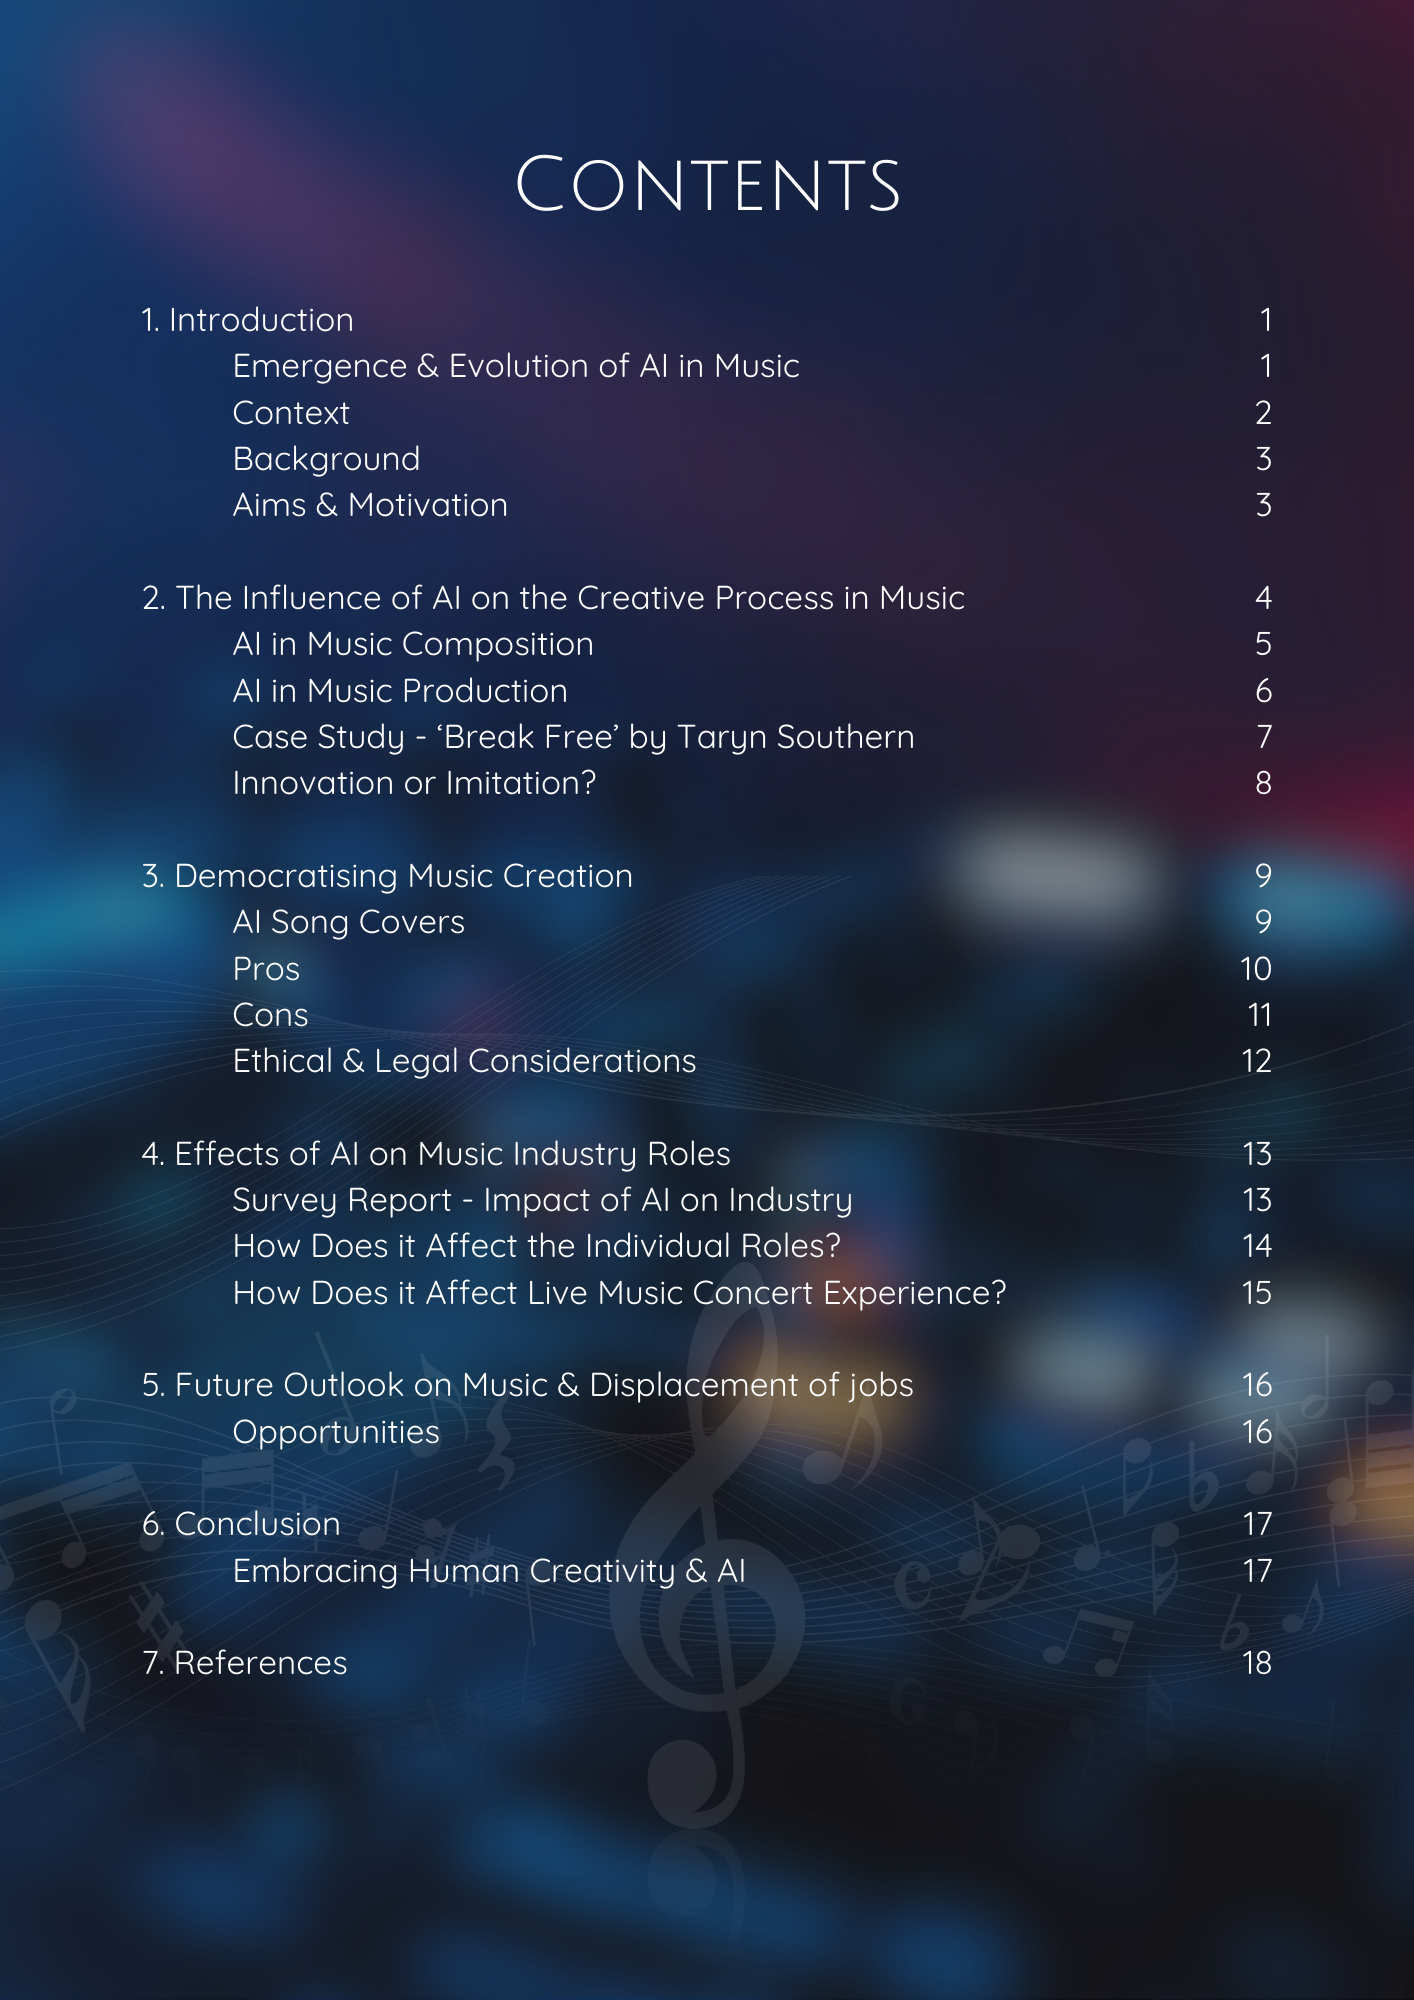 CONTENTS
1. Introduction 1
Emergence & Evolution of AI in Music 1
Context 2
Background 3
Aims & Motivation 3
2. The Influence of AI on the Creative Process in Music 4
AI in Music Composition 5
AI in Music Production 6
Case Study - ‘Break Free’ by Taryn Southern 7
Innovation or Imitation? 8
3. Democratising Music Creation 9
AI Song Covers 9
Pros 10
Cons 11
Ethical & Legal Considerations 12
4. Effects of AI on Music Industry Roles 13
Survey Report - Impact of AI on Industry 13
How Does it Affect the Individual Roles? 14
How Does it Affect Live Music Concert Experience? 15
5. Future Outlook on Music & Displacement of jobs 16
Opportunities 16
6. Conclusion 17
Embracing Human Creativity & AI 17
7. References 18